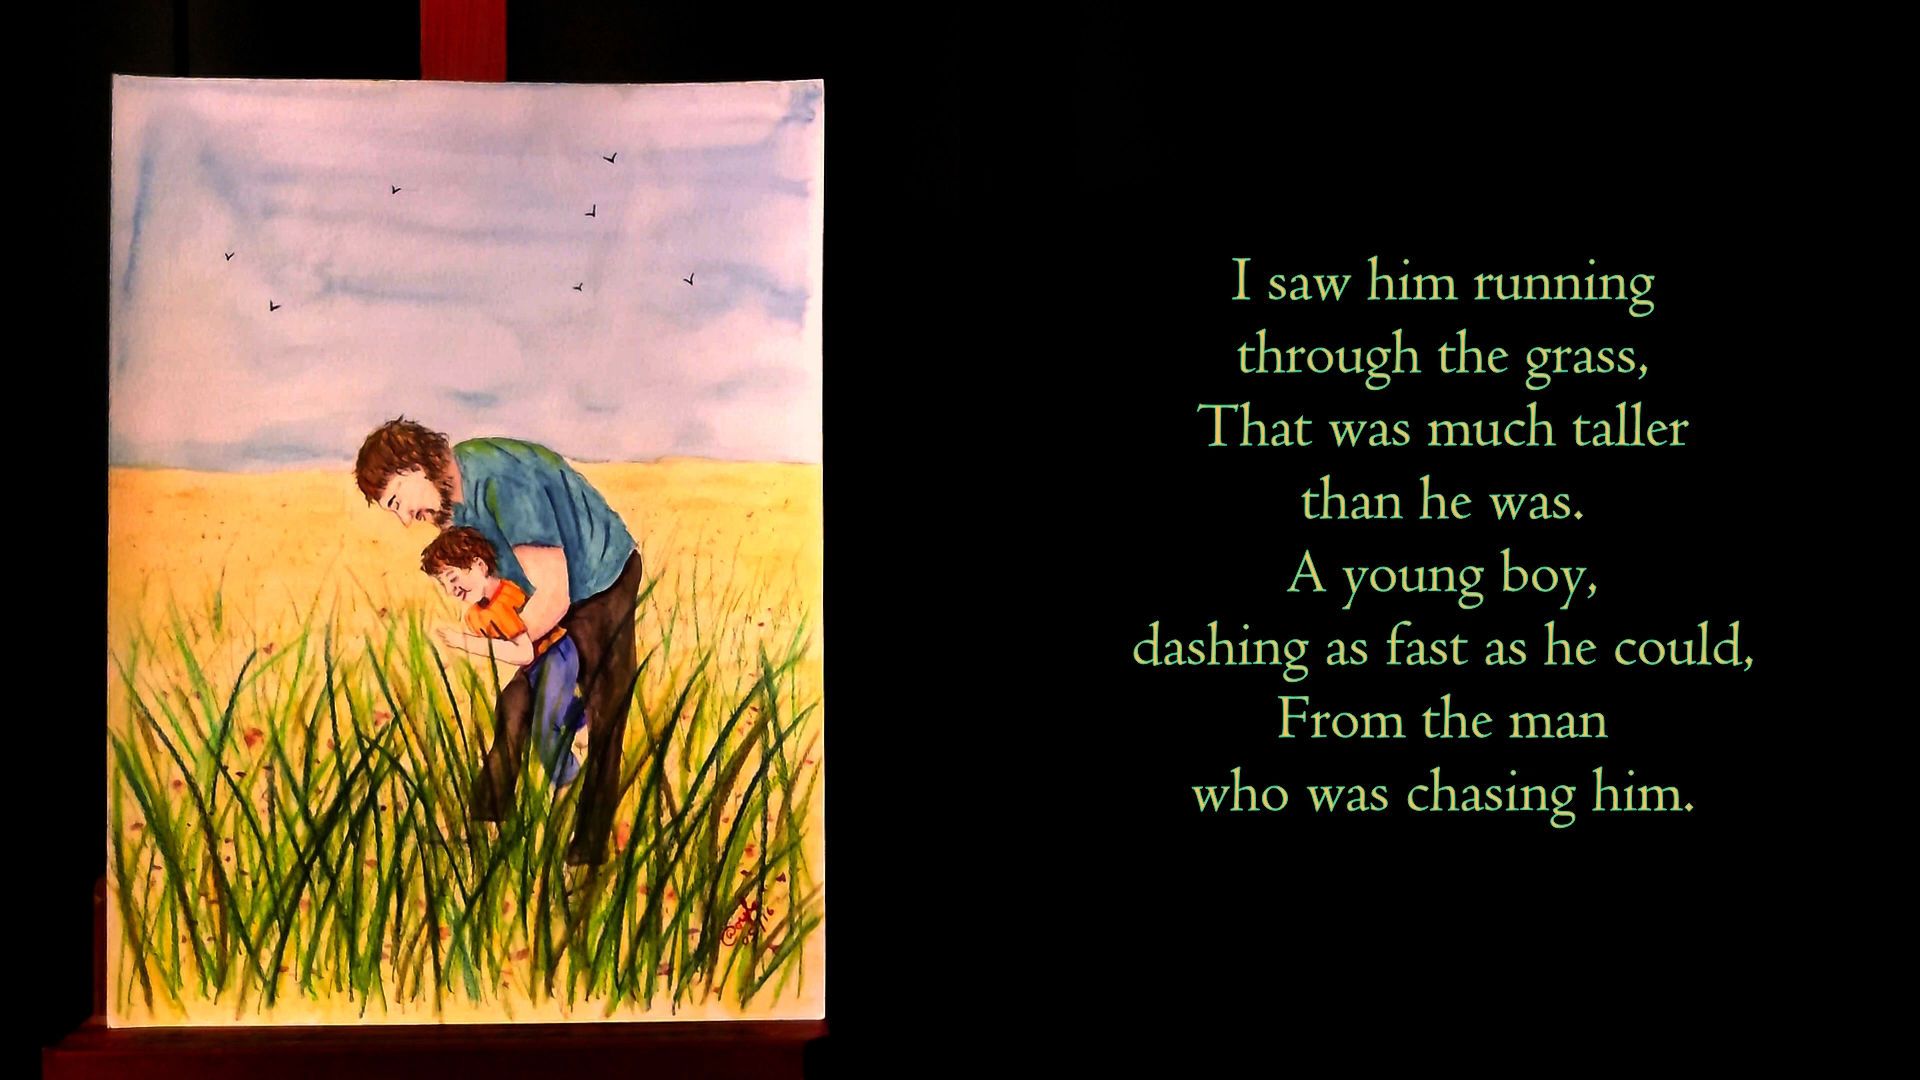 I saw him running
through the grass,
That was much taller
than he was.
A young boy,
dashing as fast as he could,
From the man
who was chasing him.